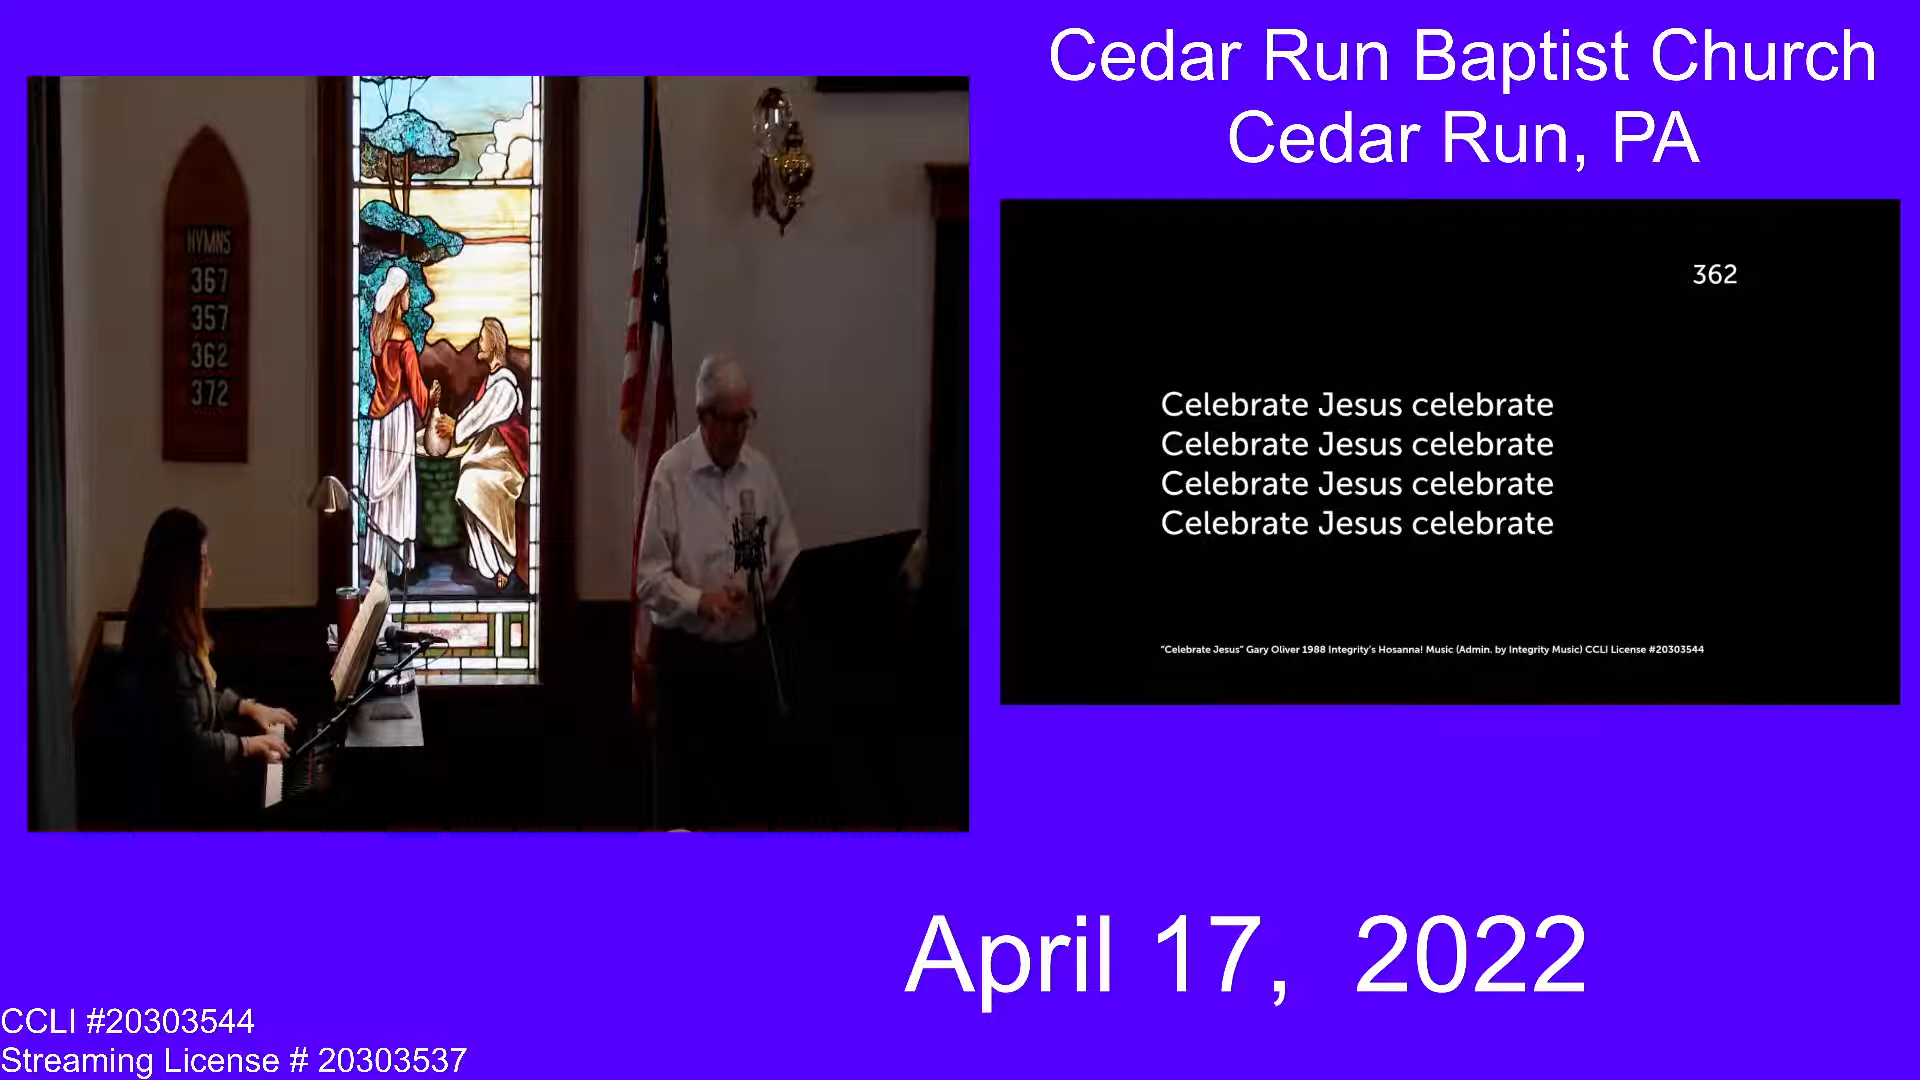 Cedar Run Baptist Church
Cedar Run, PA
HYMNS
367
357
362
372
362
Celebrate Jesus celebrate
Celebrate Jesus celebrate
Celebrate Jesus celebrate
Celebrate Jesus celebrate
"Celebrate Jesus" Gary Oliver 1988 Integrity's Hosanna! Music (Admin. by Integrity Music) CCLI License #20303544
April 17, 2022
CCLI #20303544
Streaming License # 20303537